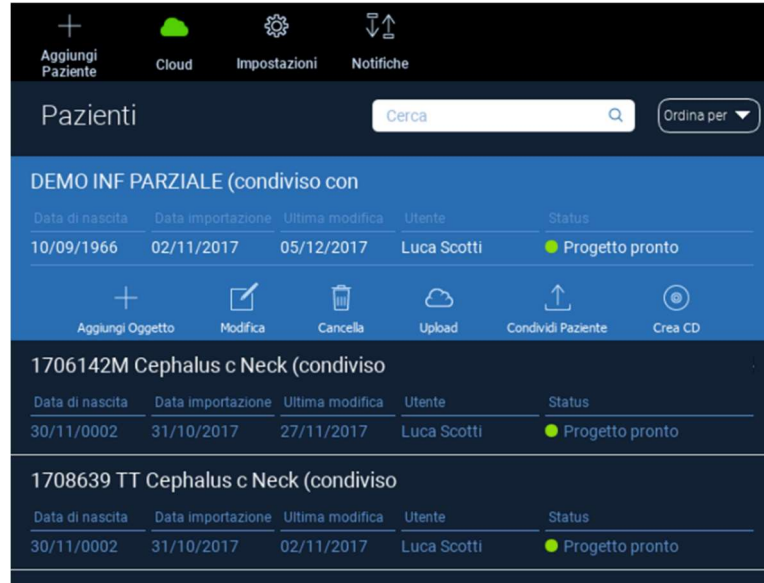 Aggiungi Paziente
Cloud
Impostazioni
Notifiche
Pazienti
Cerca
Ordina per
DEMO INF PARZIALE (condiviso con
Data di nascita Data importazione Ultima modifica Utente Status
10/09/1966 02/11/2017 05/12/2017 Luca Scotti Progetto pronto
Aggiungi Oggetto Modifica Cancella Upload Condividi Paziente Crea CD
1706142M Cephalus c Neck (condiviso
Data di nascita Data importazione Ultima modifica Utente Status
30/11/0002 31/10/2017 27/11/2017 Luca Scotti Progetto pronto
1708639 TT Cephalus c Neck (condiviso
Data di nascita Data importazione Ultima modifica Utente Status
30/11/0002 31/10/2017 02/11/2017 Luca Scotti Progetto pronto